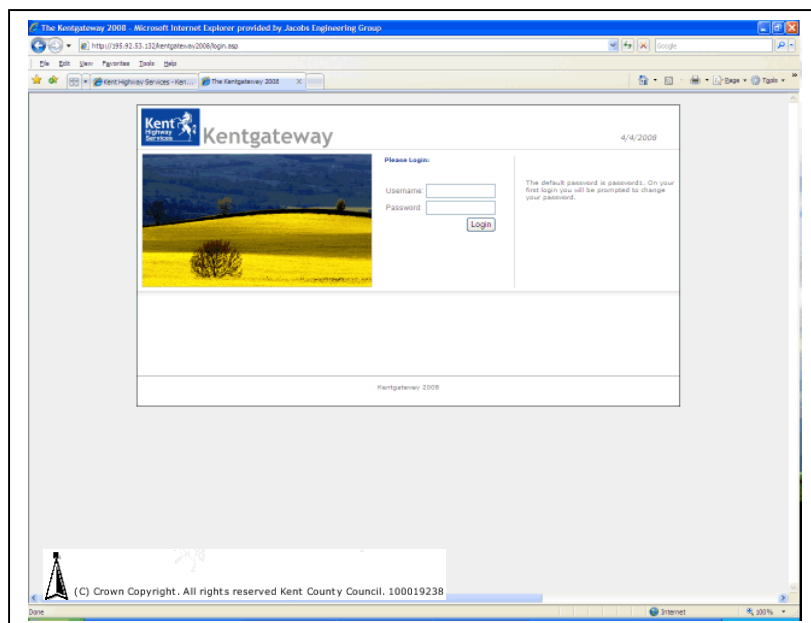 The Kentgateway 2008 - Microsoft Internet Explorer provided by Jacobs Engineering Group
http://195.92.53.132/kentgateway2008/login.asp
Google
File Edit View Favorites Tools Help
Kent Highway Services - Ken...
The Kentgateway 2008
Page
Tools
Kent
Highway
Services
Kentgateway
4/4/2008
Please Login:
Username:
Password
Login
The default password is password1. On your
first login you will be prompted to change
your password.
Kentgateway 2008
(C) Crown Copyright. All rights reserved Kent County Council. 100019238
Done
Internet
100%